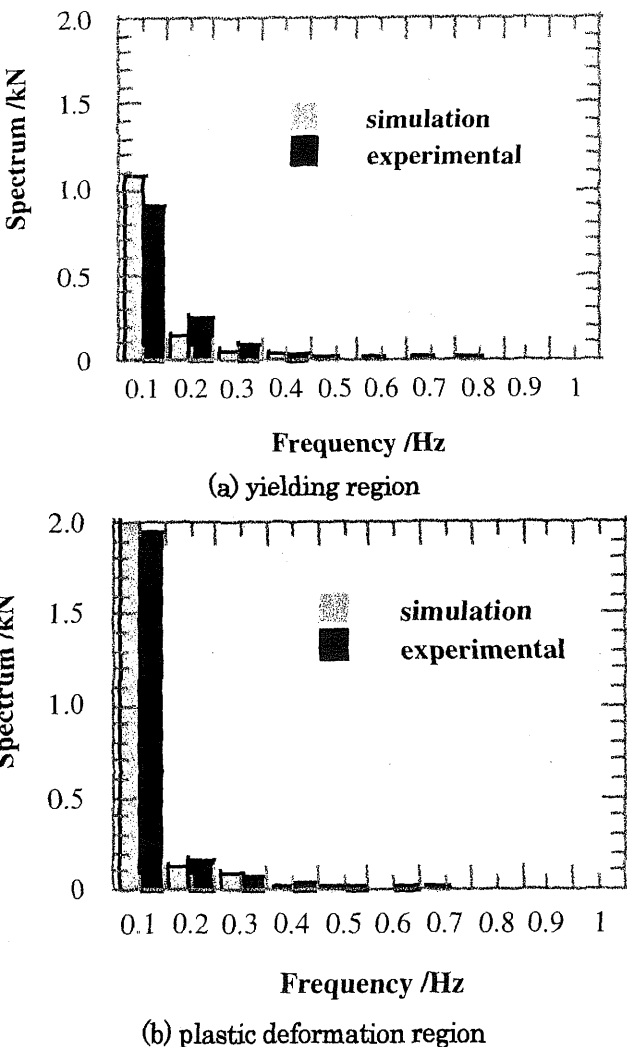 2.0
1.5
1.0
0.5
0
Spectrum /kN
simulation
experimental
0.1 0.2 0.3 0.4 0.5 0.6 0.7 0.8 0.9 1
Frequency /Hz
(a) yielding region
2.0
1.5
1.0
0.5
0
Spectrum /kN
simulation
experimental
0.1 0.2 0.3 0.4 0.5 0.6 0.7 0.8 0.9 1
Frequency /Hz
(b) plastic deformation region